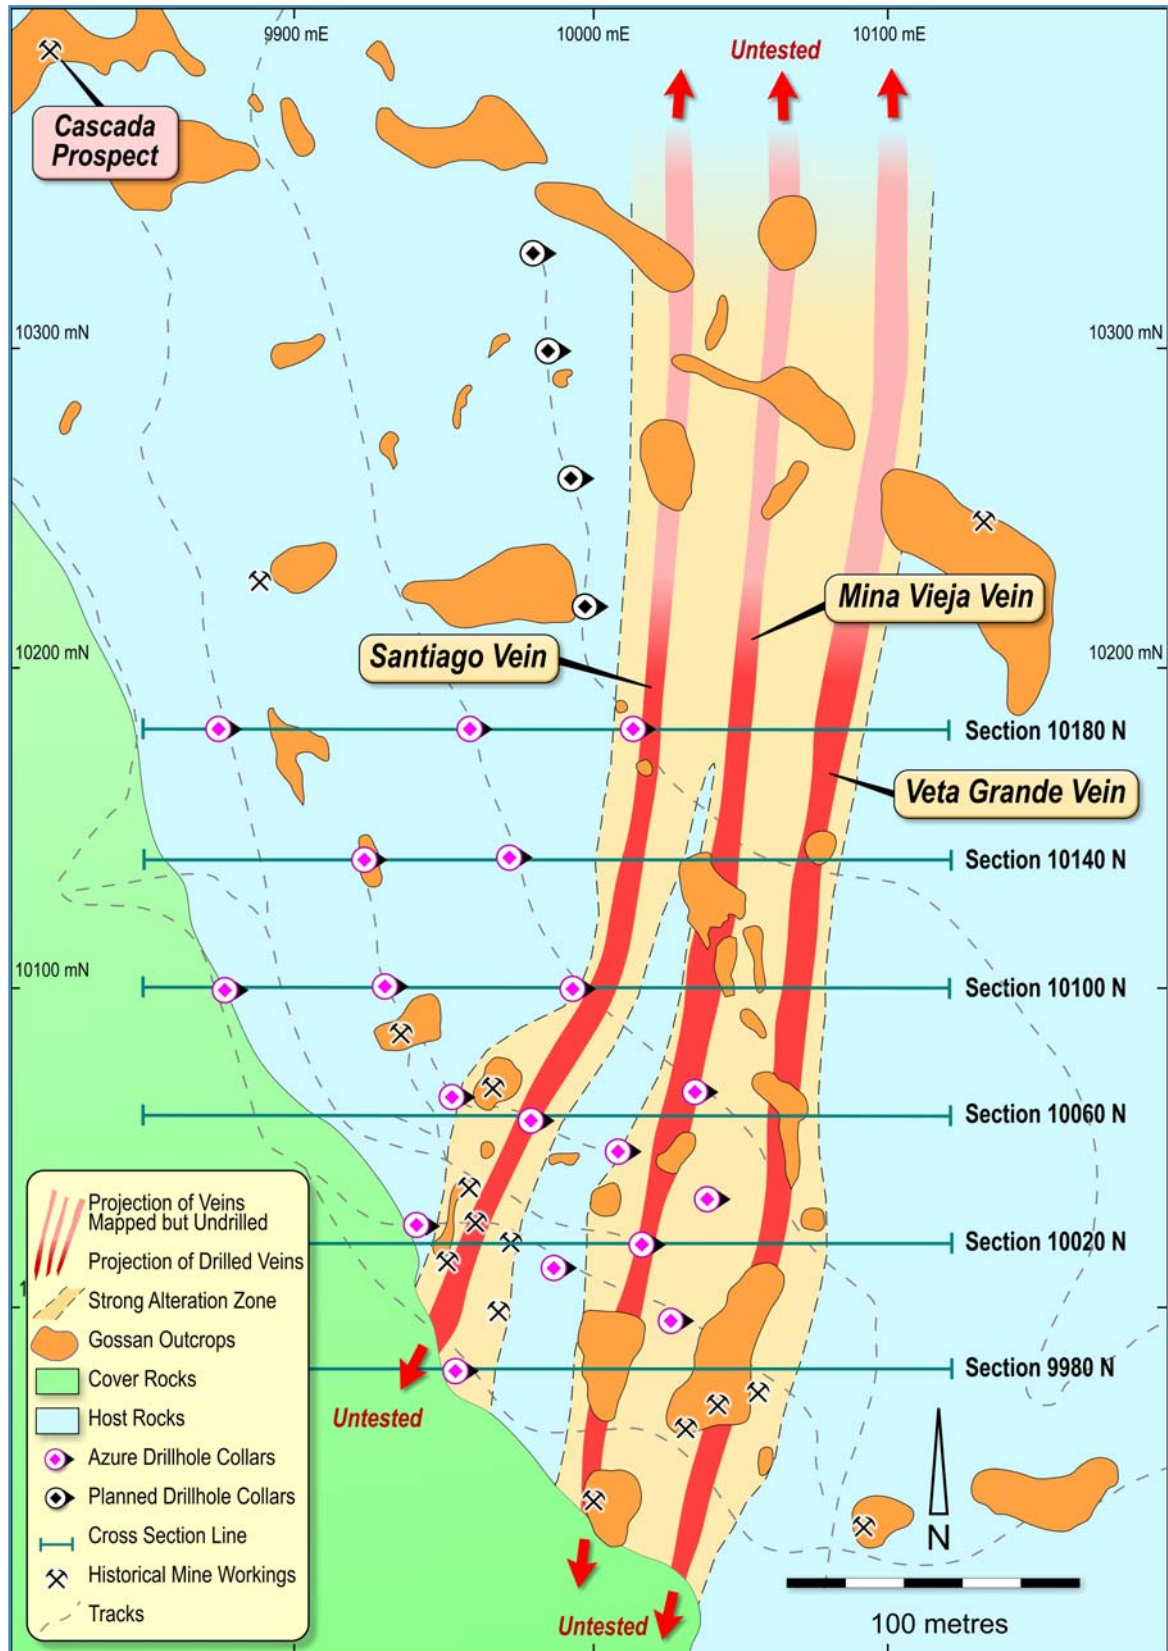 9900 mE
10000 mE
10100 mE
Untested
Cascada
Prospect
10300 mN
10300 mN
Mina Vieja Vein
Santiago Vein
10200 mN
10200 mN
Section 10180 N
Veta Grande Vein
Section 10140 N
10100 mN
Section 10100 N
Section 10060 N
Projection of Veins
Mapped but Undrilled
Projection of Drilled Veins
Strong Alteration Zone
Gossan Outcrops
Cover Rocks
Host Rocks
Azure Drillhole Collars
Planned Drillhole Collars
Cross Section Line
Historical Mine Workings
Tracks
Section 10020 N
Section 9980 N
Untested
N
Untested
100 metres